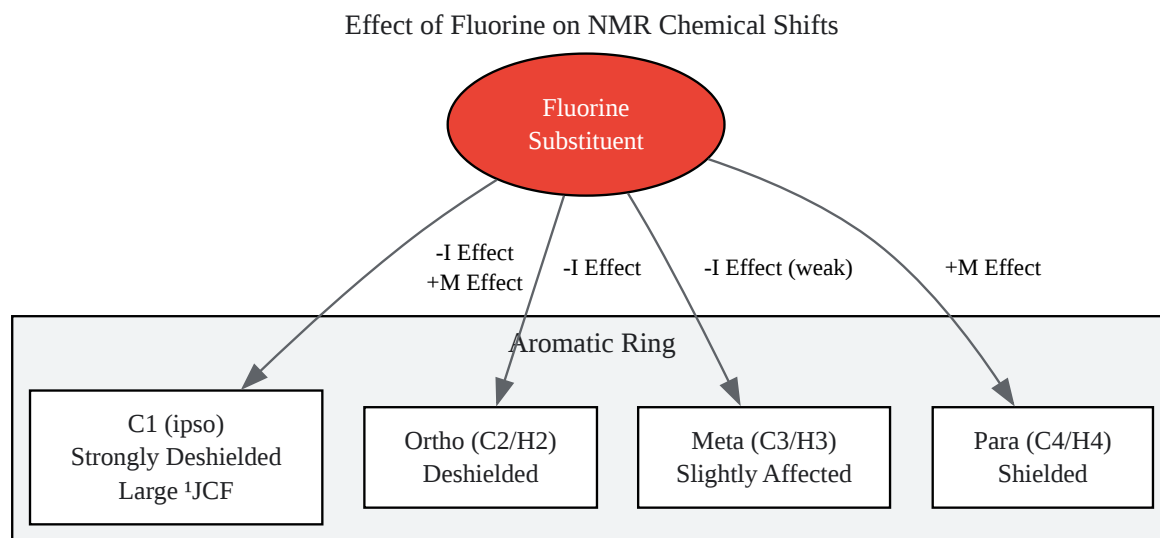 Effect of Fluorine on NMR Chemical Shifts
Fluorine
Substituent
-I Effect
+M Effect
-I Effect
-I Effect (weak)
+M Effect
Aromatic Ring
C1 (ipso)
Strongly Deshielded
Large ¹JCF
Ortho (C2/H2)
Deshielded
Meta (C3/H3)
Slightly Affected
Para (C4/H4)
Shielded